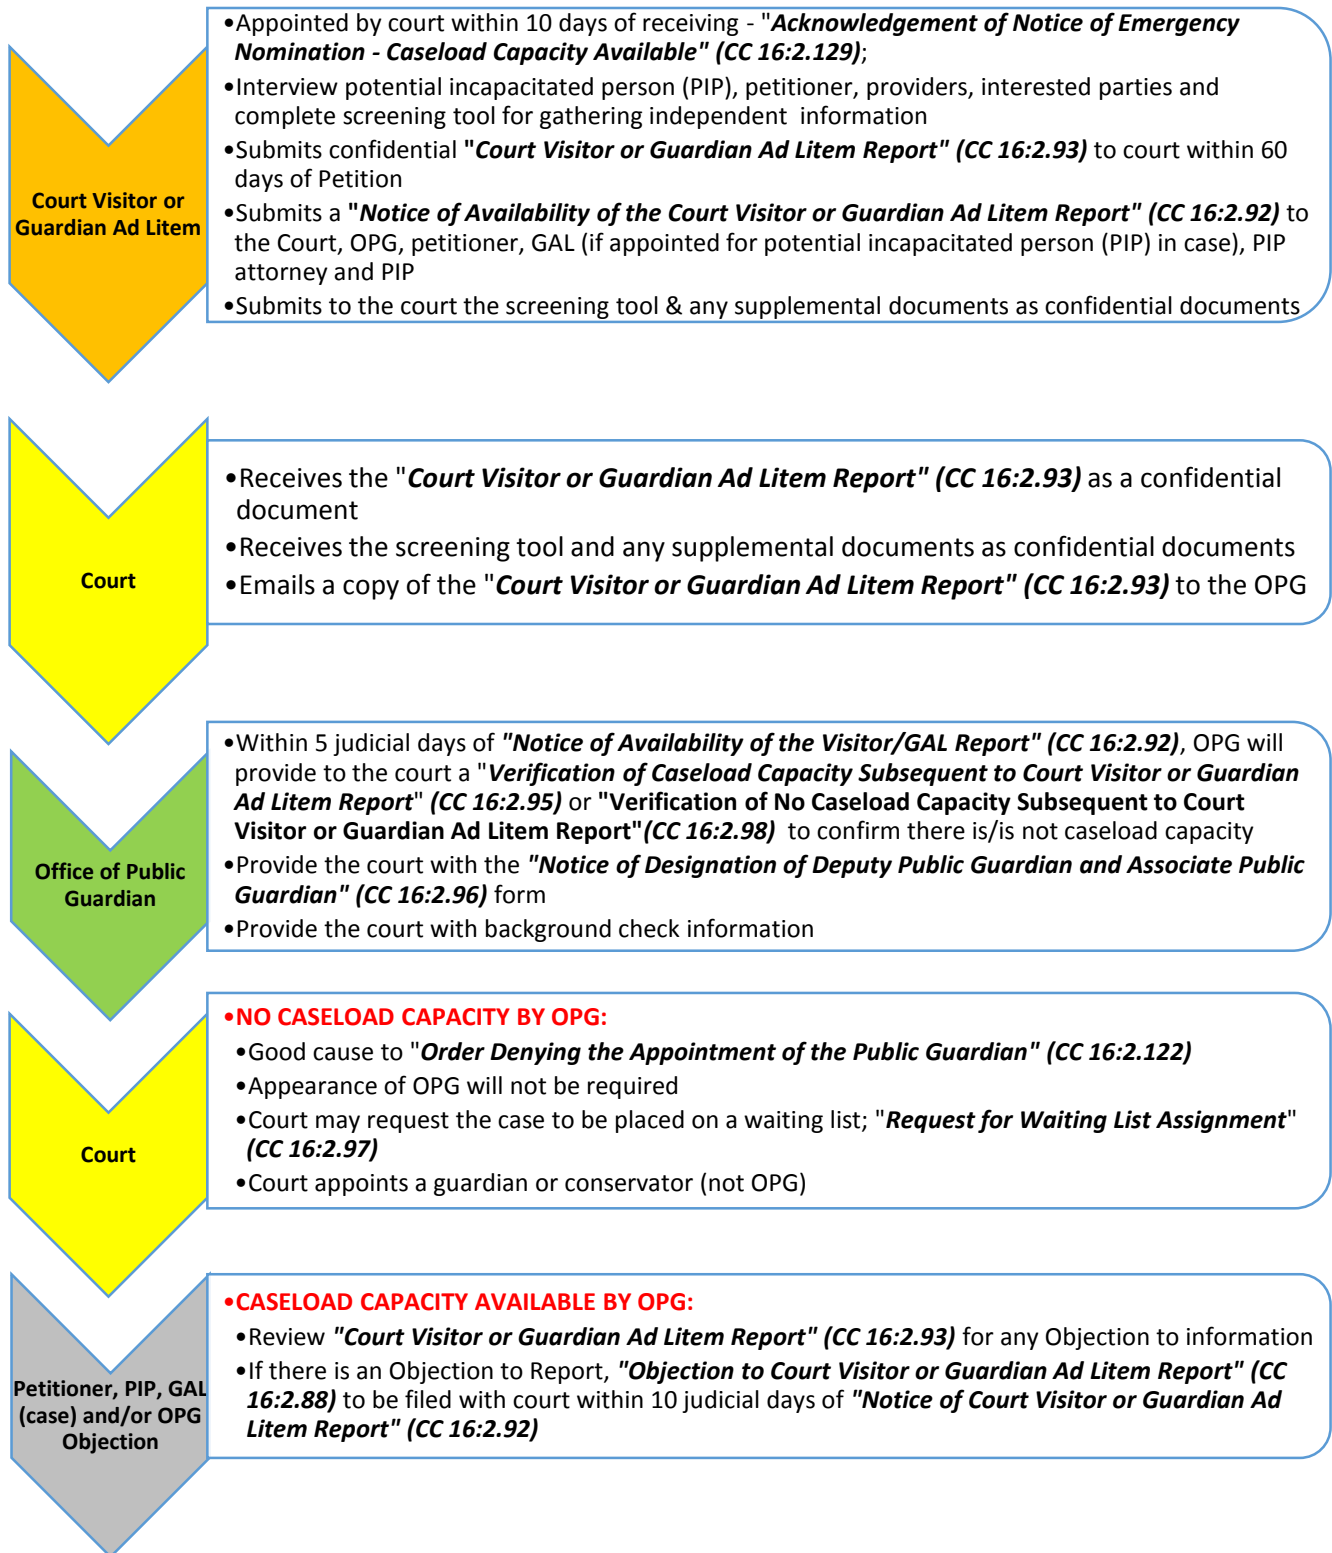 Court Visitor or
Guardian Ad Litem
•Appointed by court within 10 days of receiving - "Acknowledgement of Notice of Emergency
Nomination - Caseload Capacity Available" (CC 16:2.129);
•Interview potential incapacitated person (PIP), petitioner, providers, interested parties and
complete screening tool for gathering independent information
•Submits confidential "Court Visitor or Guardian Ad Litem Report" (CC 16:2.93) to court within 60
days of Petition
•Submits a "Notice of Availability of the Court Visitor or Guardian Ad Litem Report" (CC 16:2.92) to
the Court, OPG, petitioner, GAL (if appointed for potential incapacitated person (PIP) in case), PIP
attorney and PIP
•Submits to the court the screening tool & any supplemental documents as confidential documents
Court
•Receives the "Court Visitor or Guardian Ad Litem Report" (CC 16:2.93) as a confidential
document
•Receives the screening tool and any supplemental documents as confidential documents
•Emails a copy of the "Court Visitor or Guardian Ad Litem Report" (CC 16:2.93) to the OPG
Office of Public
Guardian
•Within 5 judicial days of "Notice of Availability of the Visitor/GAL Report" (CC 16:2.92), OPG will
provide to the court a "Verification of Caseload Capacity Subsequent to Court Visitor or Guardian
Ad Litem Report" (CC 16:2.95) or "Verification of No Caseload Capacity Subsequent to Court
Visitor or Guardian Ad Litem Report"(CC 16:2.98) to confirm there is/is not caseload capacity
•Provide the court with the "Notice of Designation of Deputy Public Guardian and Associate Public
Guardian" (CC 16:2.96) form
•Provide the court with background check information
Court
•NO CASELOAD CAPACITY BY OPG:
•Good cause to "Order Denying the Appointment of the Public Guardian" (CC 16:2.122)
•Appearance of OPG will not be required
•Court may request the case to be placed on a waiting list; "Request for Waiting List Assignment"
(CC 16:2.97)
•Court appoints a guardian or conservator (not OPG)
Petitioner, PIP, GAL
(case) and/or OPG
Objection
•CASELOAD CAPACITY AVAILABLE BY OPG:
•Review "Court Visitor or Guardian Ad Litem Report" (CC 16:2.93) for any Objection to information
•If there is an Objection to Report, "Objection to Court Visitor or Guardian Ad Litem Report" (CC
16:2.88) to be filed with court within 10 judicial days of "Notice of Court Visitor or Guardian Ad
Litem Report" (CC 16:2.92)